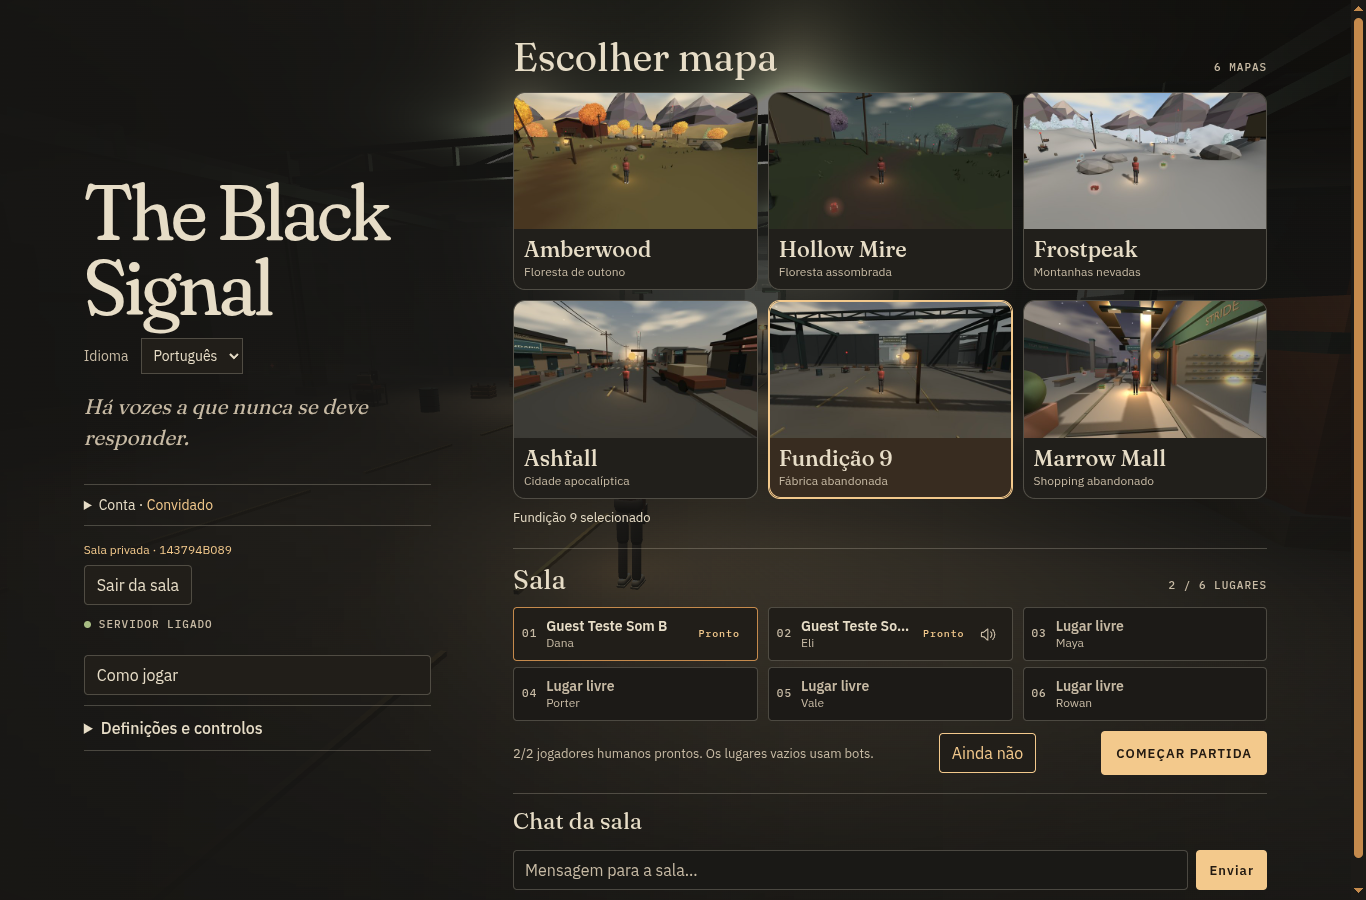 The Black
Signal
Idioma
Português
Há vozes a que nunca se deve
responder.
Conta · Convidado
Sala privada · 143794B089
Sair da sala
SERVIDOR LIGADO
Como jogar
Definições e controlos
Escolher mapa
6 MAPAS
Amberwood
Floresta de outono
Hollow Mire
Floresta assombrada
Frostpeak
Montanhas nevadas
STRIDE
Ashfall
Cidade apocalíptica
Fundição 9
Fábrica abandonada
Marrow Mall
Shopping abandonado
Fundição 9 selecionado
Sala
2 / 6 LUGARES
01 Guest Teste Som B Pronto
Dana
02 Guest Teste So... Pronto
Eli
03 Lugar livre
Maya
04 Lugar livre
Porter
05 Lugar livre
Vale
06 Lugar livre
Rowan
2/2 jogadores humanos prontos. Os lugares vazios usam bots.
Ainda não
COMEÇAR PARTIDA
Chat da sala
Mensagem para a sala...
Enviar